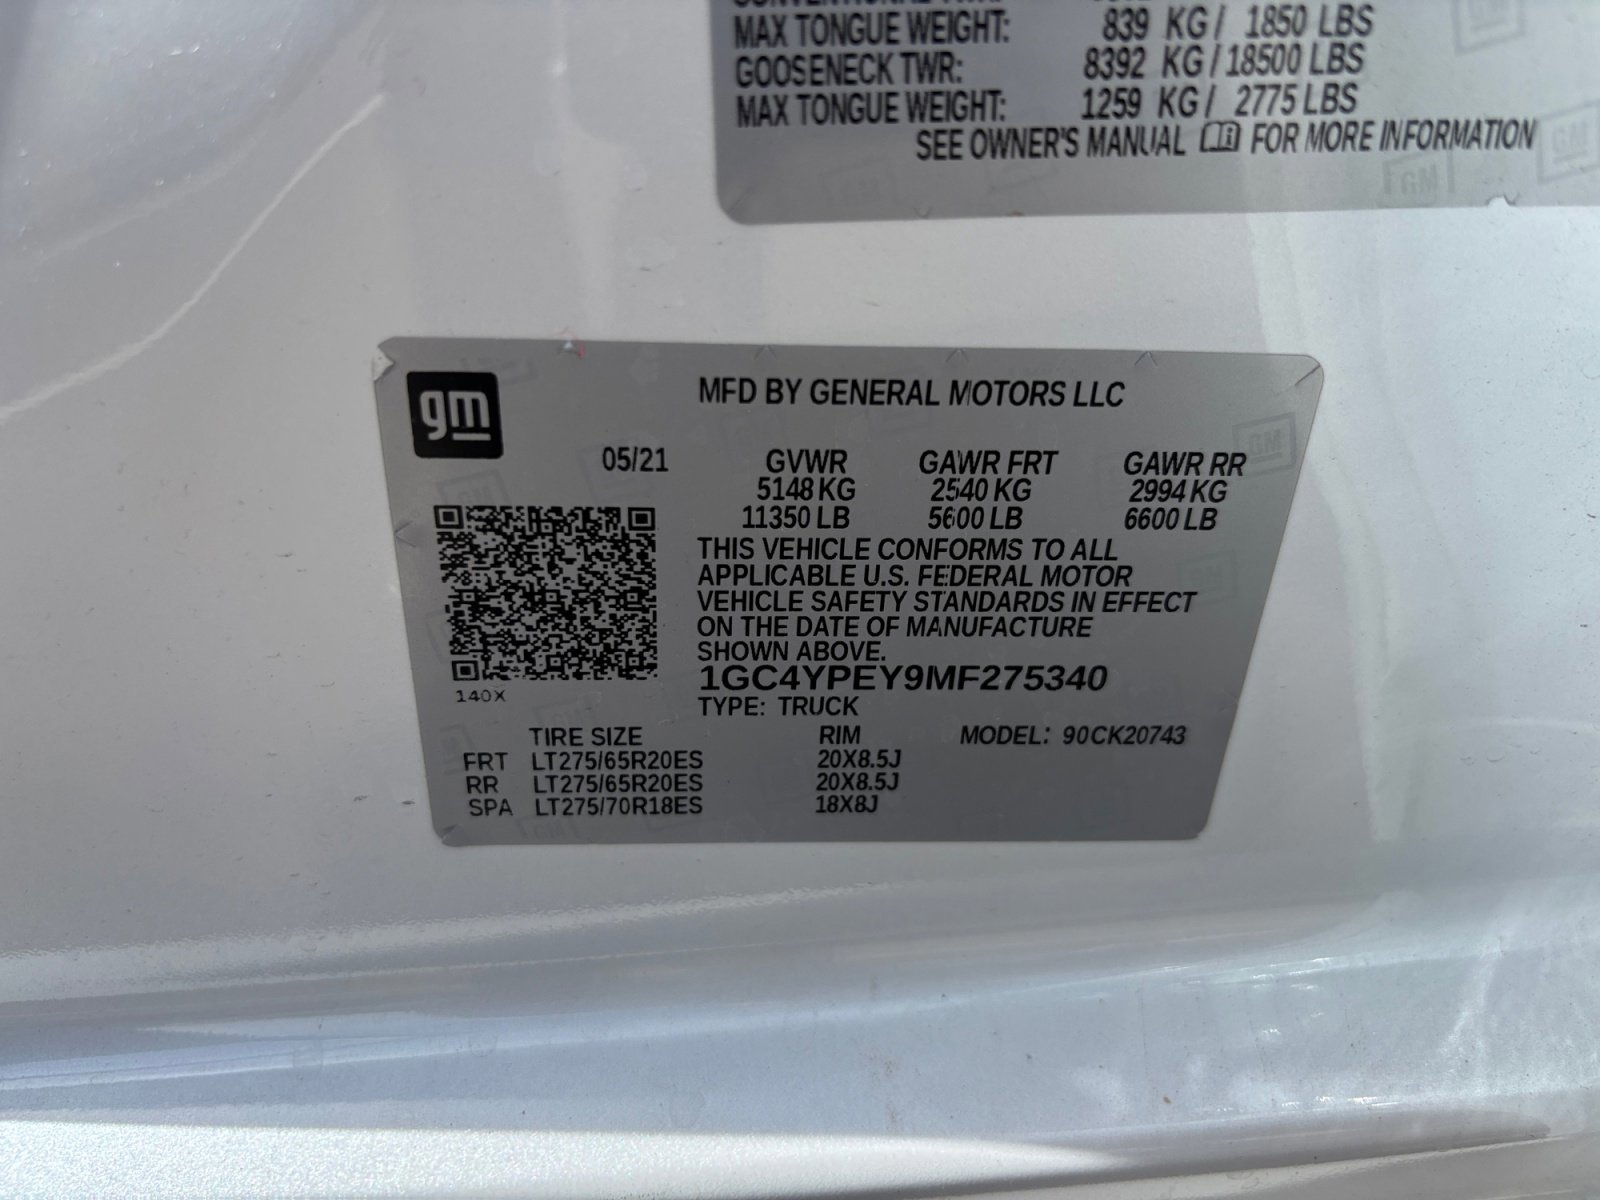 MAX TONGUE WEIGHT: 839 KG / 1850 LBS
GOOSENECK TWR: 8392 KG / 18500 LBS
MAX TONGUE WEIGHT: 1259 KG / 2775 LBS
SEE OWNER'S MANUAL FOR MORE INFORMATION
gm
MFD BY GENERAL MOTORS LLC
05/21 GVWR GAWR FRT GAWR RR
5148 KG 2540 KG 2994 KG
11350 LB 5600 LB 6600 LB
THIS VEHICLE CONFORMS TO ALL
APPLICABLE U.S. FEDERAL MOTOR
VEHICLE SAFETY STANDARDS IN EFFECT
ON THE DATE OF MANUFACTURE
SHOWN ABOVE.
1GC4YPEY9MF275340
140X
TYPE: TRUCK
TIRE SIZE RIM MODEL: 90CK20743
FRT LT275/65R20ES 20X8.5J
RR LT275/65R20ES 20X8.5J
SPA LT275/70R18ES 18X8J